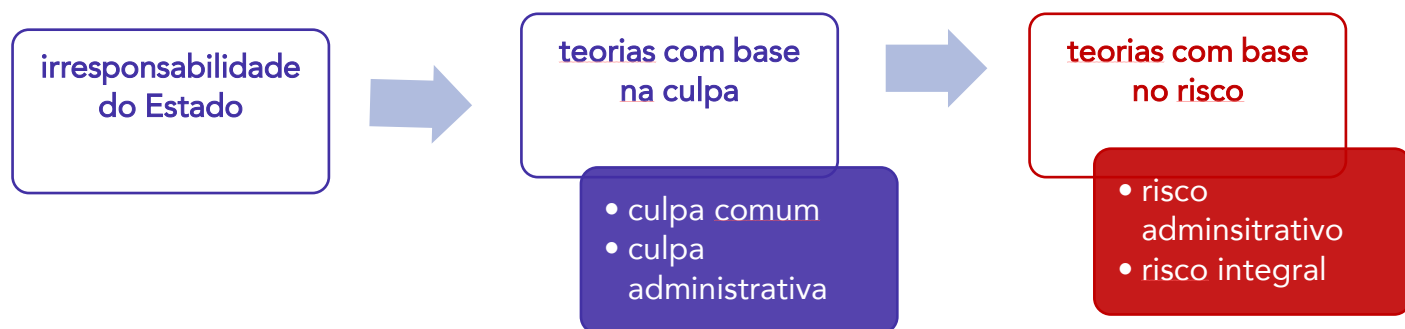 irresponsabilidade
do Estado
teorias com base
na culpa
• culpa comum
• culpa
administrativa
teorias com base
no risco
• risco
adminsitrativo
• risco integral